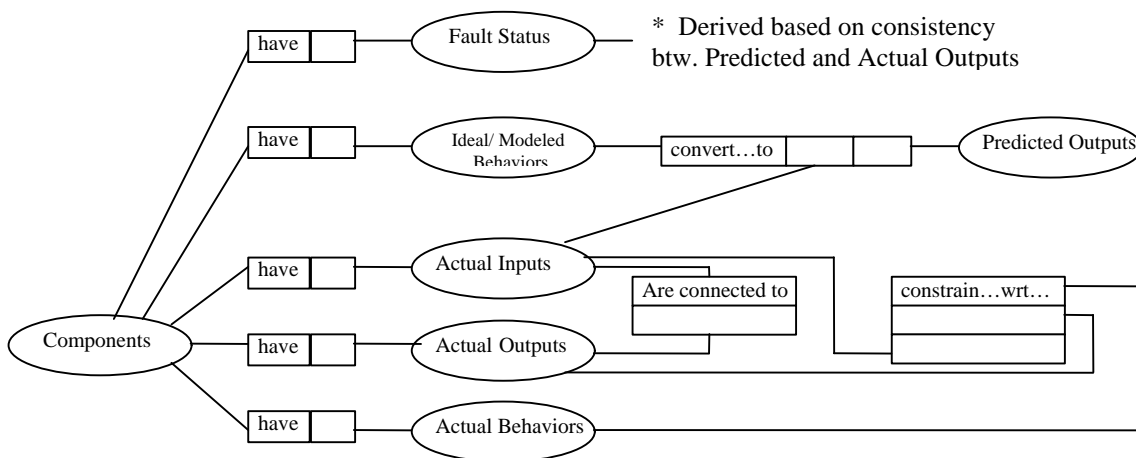 have
Fault Status
* Derived based on consistency
btw. Predicted and Actual Outputs
have
Ideal/ Modeled
Behaviors
convert…to
Predicted Outputs
have
Actual Inputs
Are connected to
constrain…wrt…
Components
have
Actual Outputs
have
Actual Behaviors